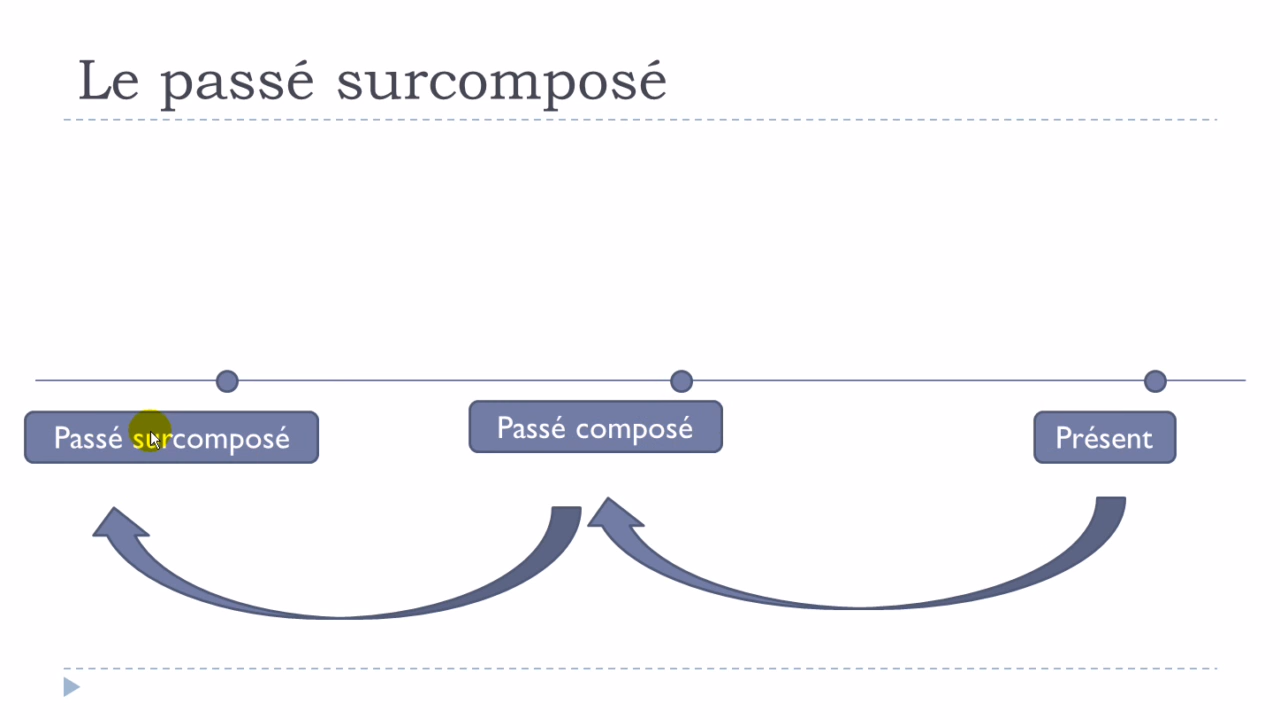 Le passé surcomposé
Passé surcomposé
Passé composé
Présent